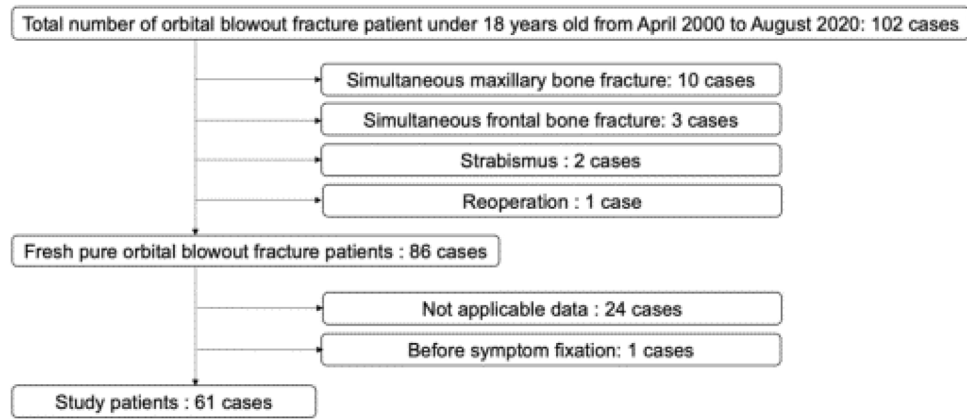 Total number of orbital blowout fracture patient under 18 years old from April 2000 to August 2020: 102 cases
Simultaneous maxillary bone fracture: 10 cases
Simultaneous frontal bone fracture: 3 cases
Strabismus : 2 cases
Reoperation : 1 case
Fresh pure orbital blowout fracture patients : 86 cases
Not applicable data : 24 cases
Before symptom fixation: 1 cases
Study patients : 61 cases